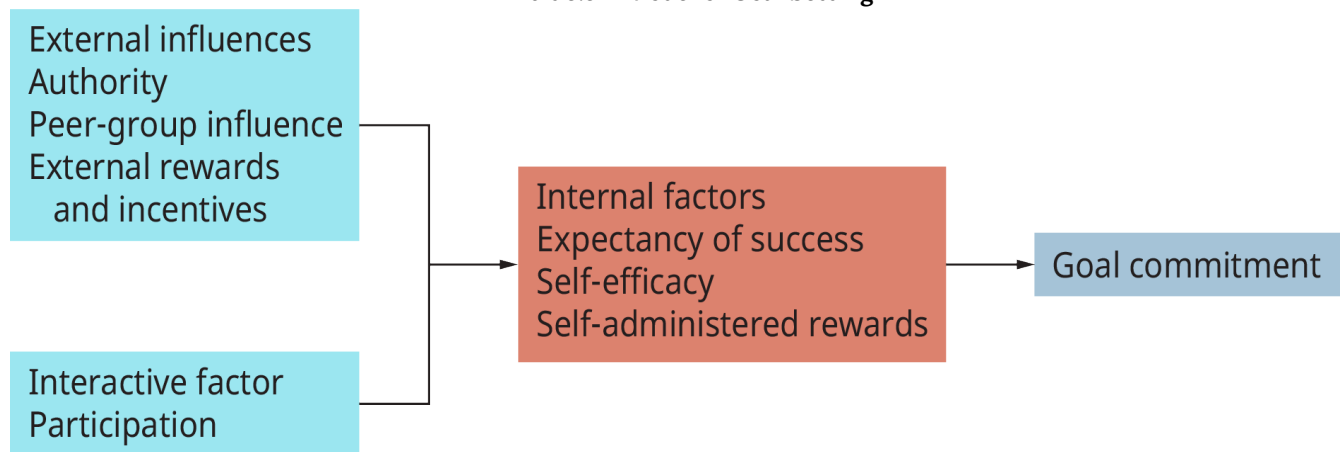 External influences
Authority
Peer-group influence
External rewards
and incentives
Interactive factor
Participation
Internal factors
Expectancy of success
Self-efficacy
Self-administered rewards
Goal commitment